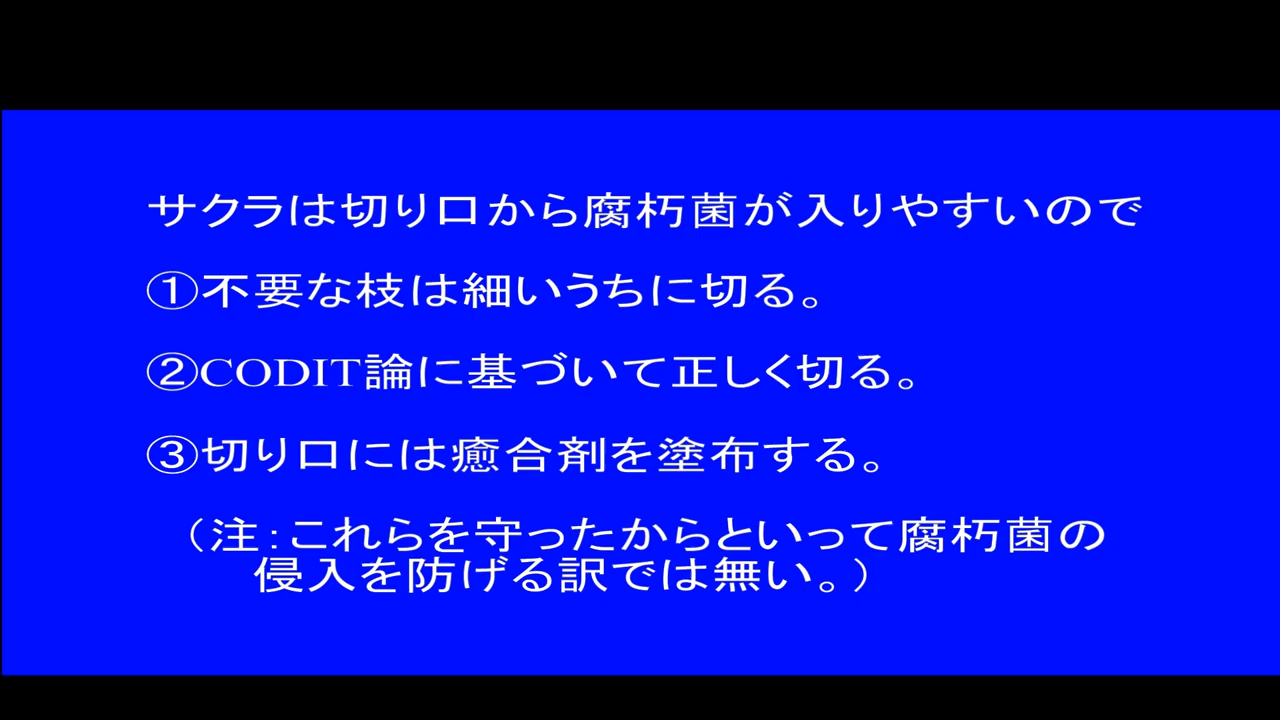 サクラは切り口から腐朽菌が入りやすいので
①不要な枝は細いうちに切る。
②CODIT論に基づいて正しく切る。
③切り口には癒合剤を塗布する。
（注：これらを守ったからといって腐朽菌の
侵入を防げる訳では無い。）